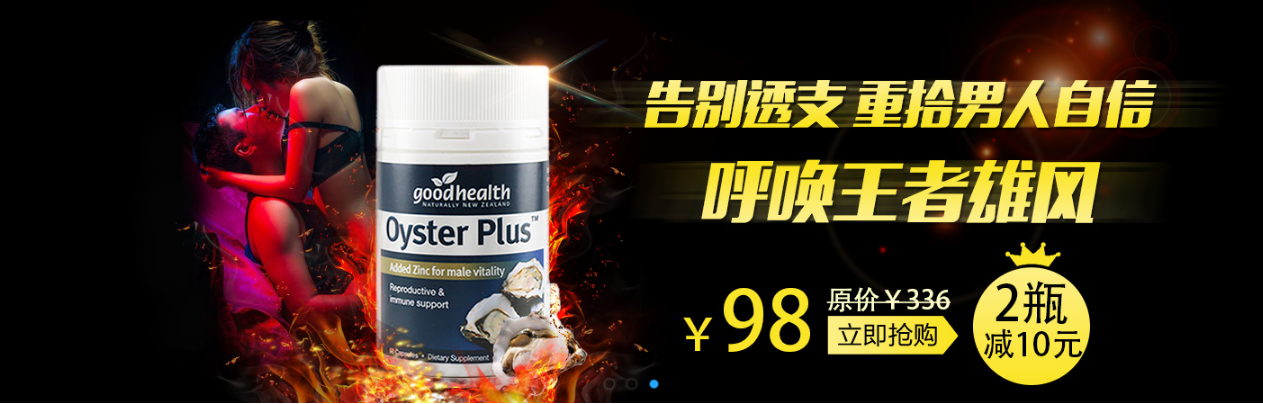 告别透支 重拾男人自信
呼唤王者雄风
goodhealth
NATURALLY NEW ZEALAND
Oyster Plus™
Added Zinc for male vitality
Reproductive &
immune support
Capsules • Dietary Supplement
¥98
原价¥336
立即抢购
2瓶
减10元